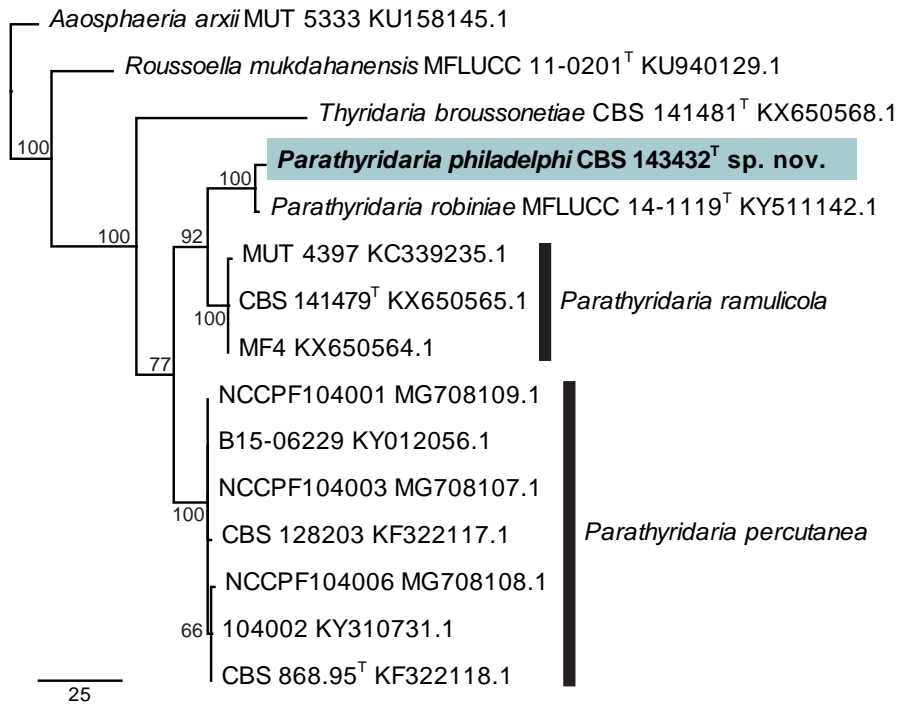 Aaosphaeria arxii MUT 5333 KU158145.1
Roussoella mukdahanensis MFLUCC 11-0201ᵀ KU940129.1
100
Thyridaria broussonetiae CBS 141481ᵀ KX650568.1
100
Parathyridaria philadelphi CBS 143432ᵀ sp. nov.
100
Parathyridaria robiniae MFLUCC 14-1119ᵀ KY511142.1
92
MUT 4397 KC339235.1
CBS 141479ᵀ KX650565.1
Parathyridaria ramulicola
100
MF4 KX650564.1
77
NCCPF104001 MG708109.1
B15-06229 KY012056.1
NCCPF104003 MG708107.1
100
CBS 128203 KF322117.1
Parathyridaria percutanea
NCCPF104006 MG708108.1
66
104002 KY310731.1
CBS 868.95ᵀ KF322118.1
25